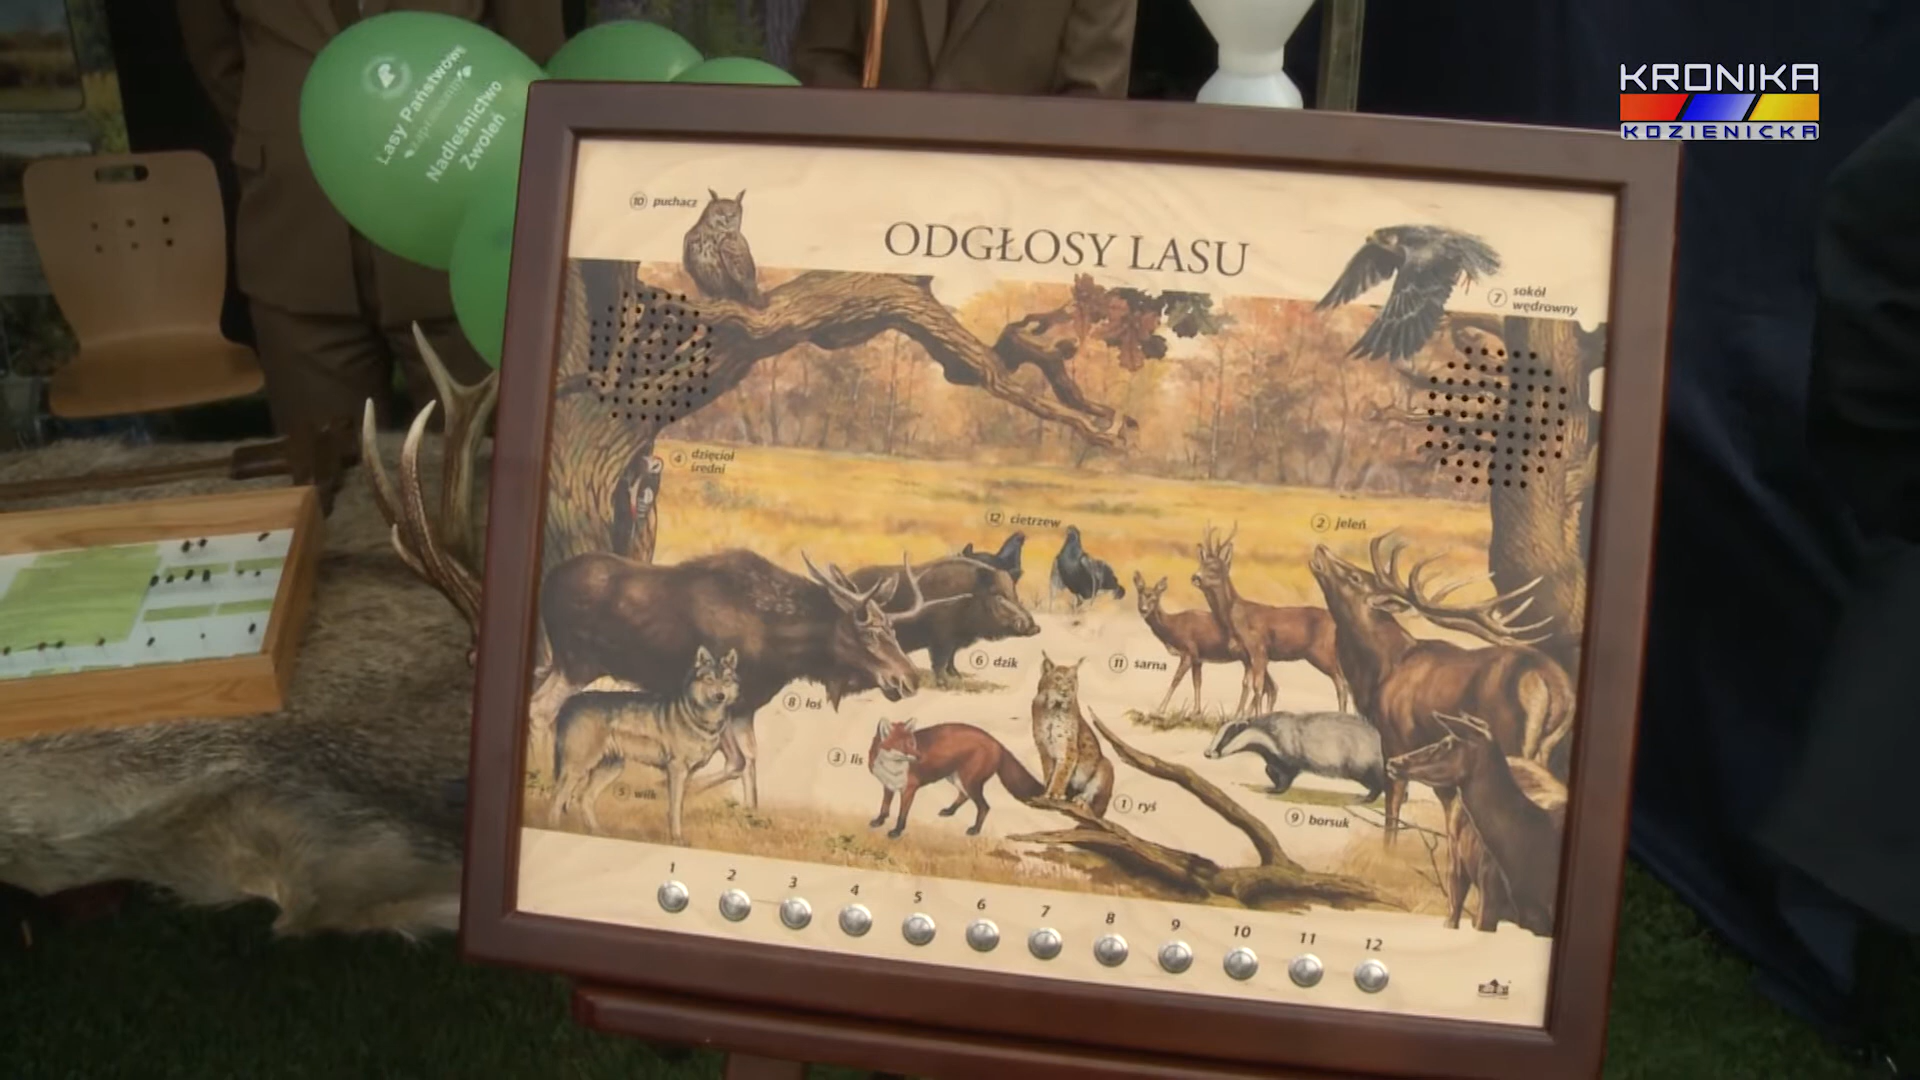 KRONIKA
KOZIENICKA
Lasy Państwowe
zapraszamy
Nadleśnictwo
Zwoleń
ODGŁOSY LASU
10 puchacz
7 sokół
wędrowny
4 dzięcioł
średni
12 cietrzew
2 jeleń
6 dzik
11 sarna
8 łoś
3 lis
5 wilk
1 ryś
9 borsuk
1 2 3 4 5 6 7 8 9 10 11 12